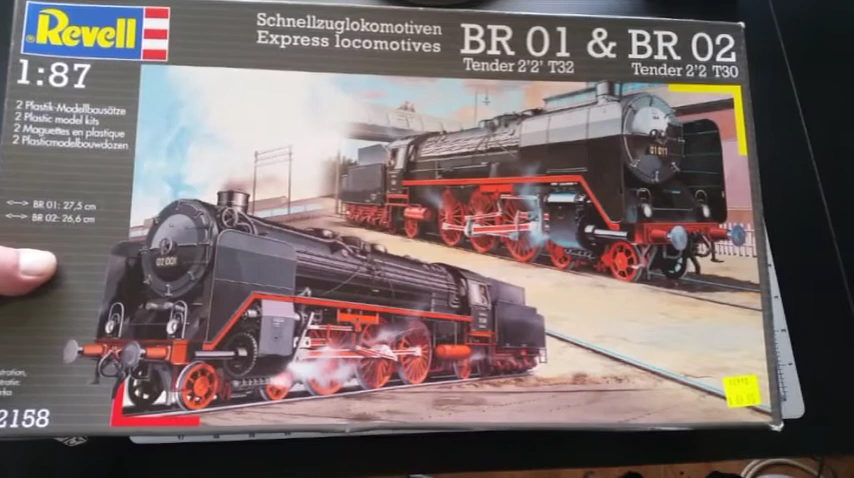 Revell
Schnellzuglokomotiven
Express locomotives
BR 01 & BR 02
Tender 2'2' T32
Tender 2'2 T30
1:87
2 Plastik-Modellbausätze
2 Plastic model kits
2 Maquettes en plastique
2 Plasticmodelbouwdozen
BR 01: 27,5 cm
BR 02: 26,6 cm
01 011
02 001
2158